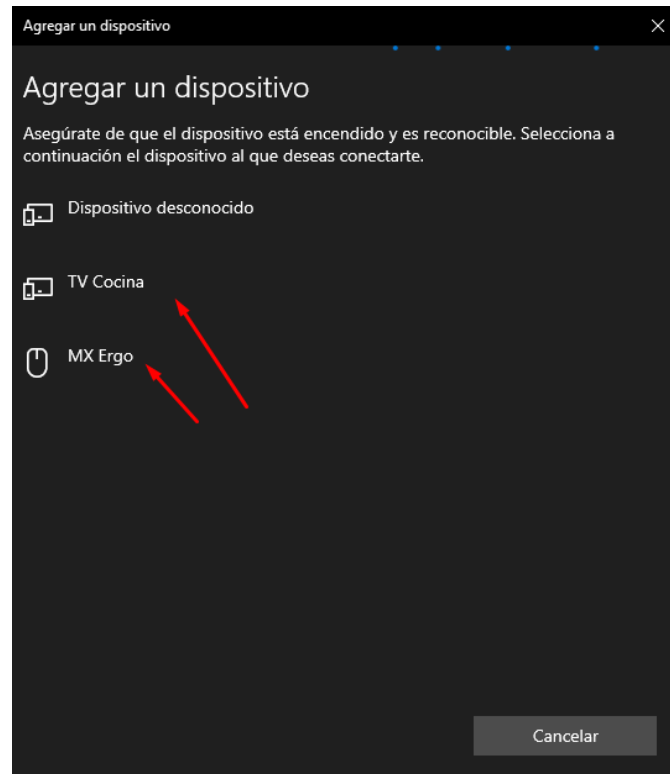 Agregar un dispositivo
Agregar un dispositivo
Asegúrate de que el dispositivo está encendido y es reconocible. Selecciona a
continuación el dispositivo al que deseas conectarte.
Dispositivo desconocido
TV Cocina
MX Ergo
Cancelar